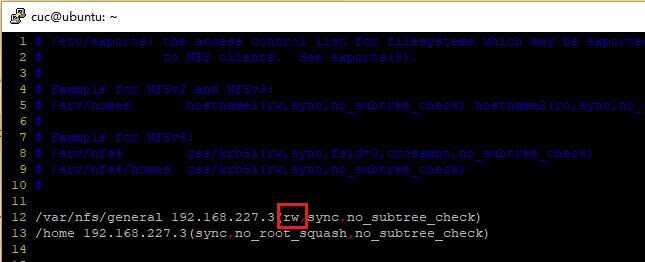 cuc@ubuntu: ~
1 # /etc/exports: the access control list for filesystems which may be exported
2 #               to NFS clients.  See exports(5).
3 #
4 # Example for NFSv2 and NFSv3:
5 # /srv/homes       hostname1(rw,sync,no_subtree_check) hostname2(ro,sync,no_
6 #
7 # Example for NFSv4:
8 # /srv/nfs4        gss/krb5i(rw,sync,fsid=0,crossmnt,no_subtree_check)
9 # /srv/nfs4/homes  gss/krb5i(rw,sync,no_subtree_check)
10 #
11
12 /var/nfs/general 192.168.227.3(rw,sync,no_subtree_check)
13 /home 192.168.227.3(sync,no_root_squash,no_subtree_check)
14